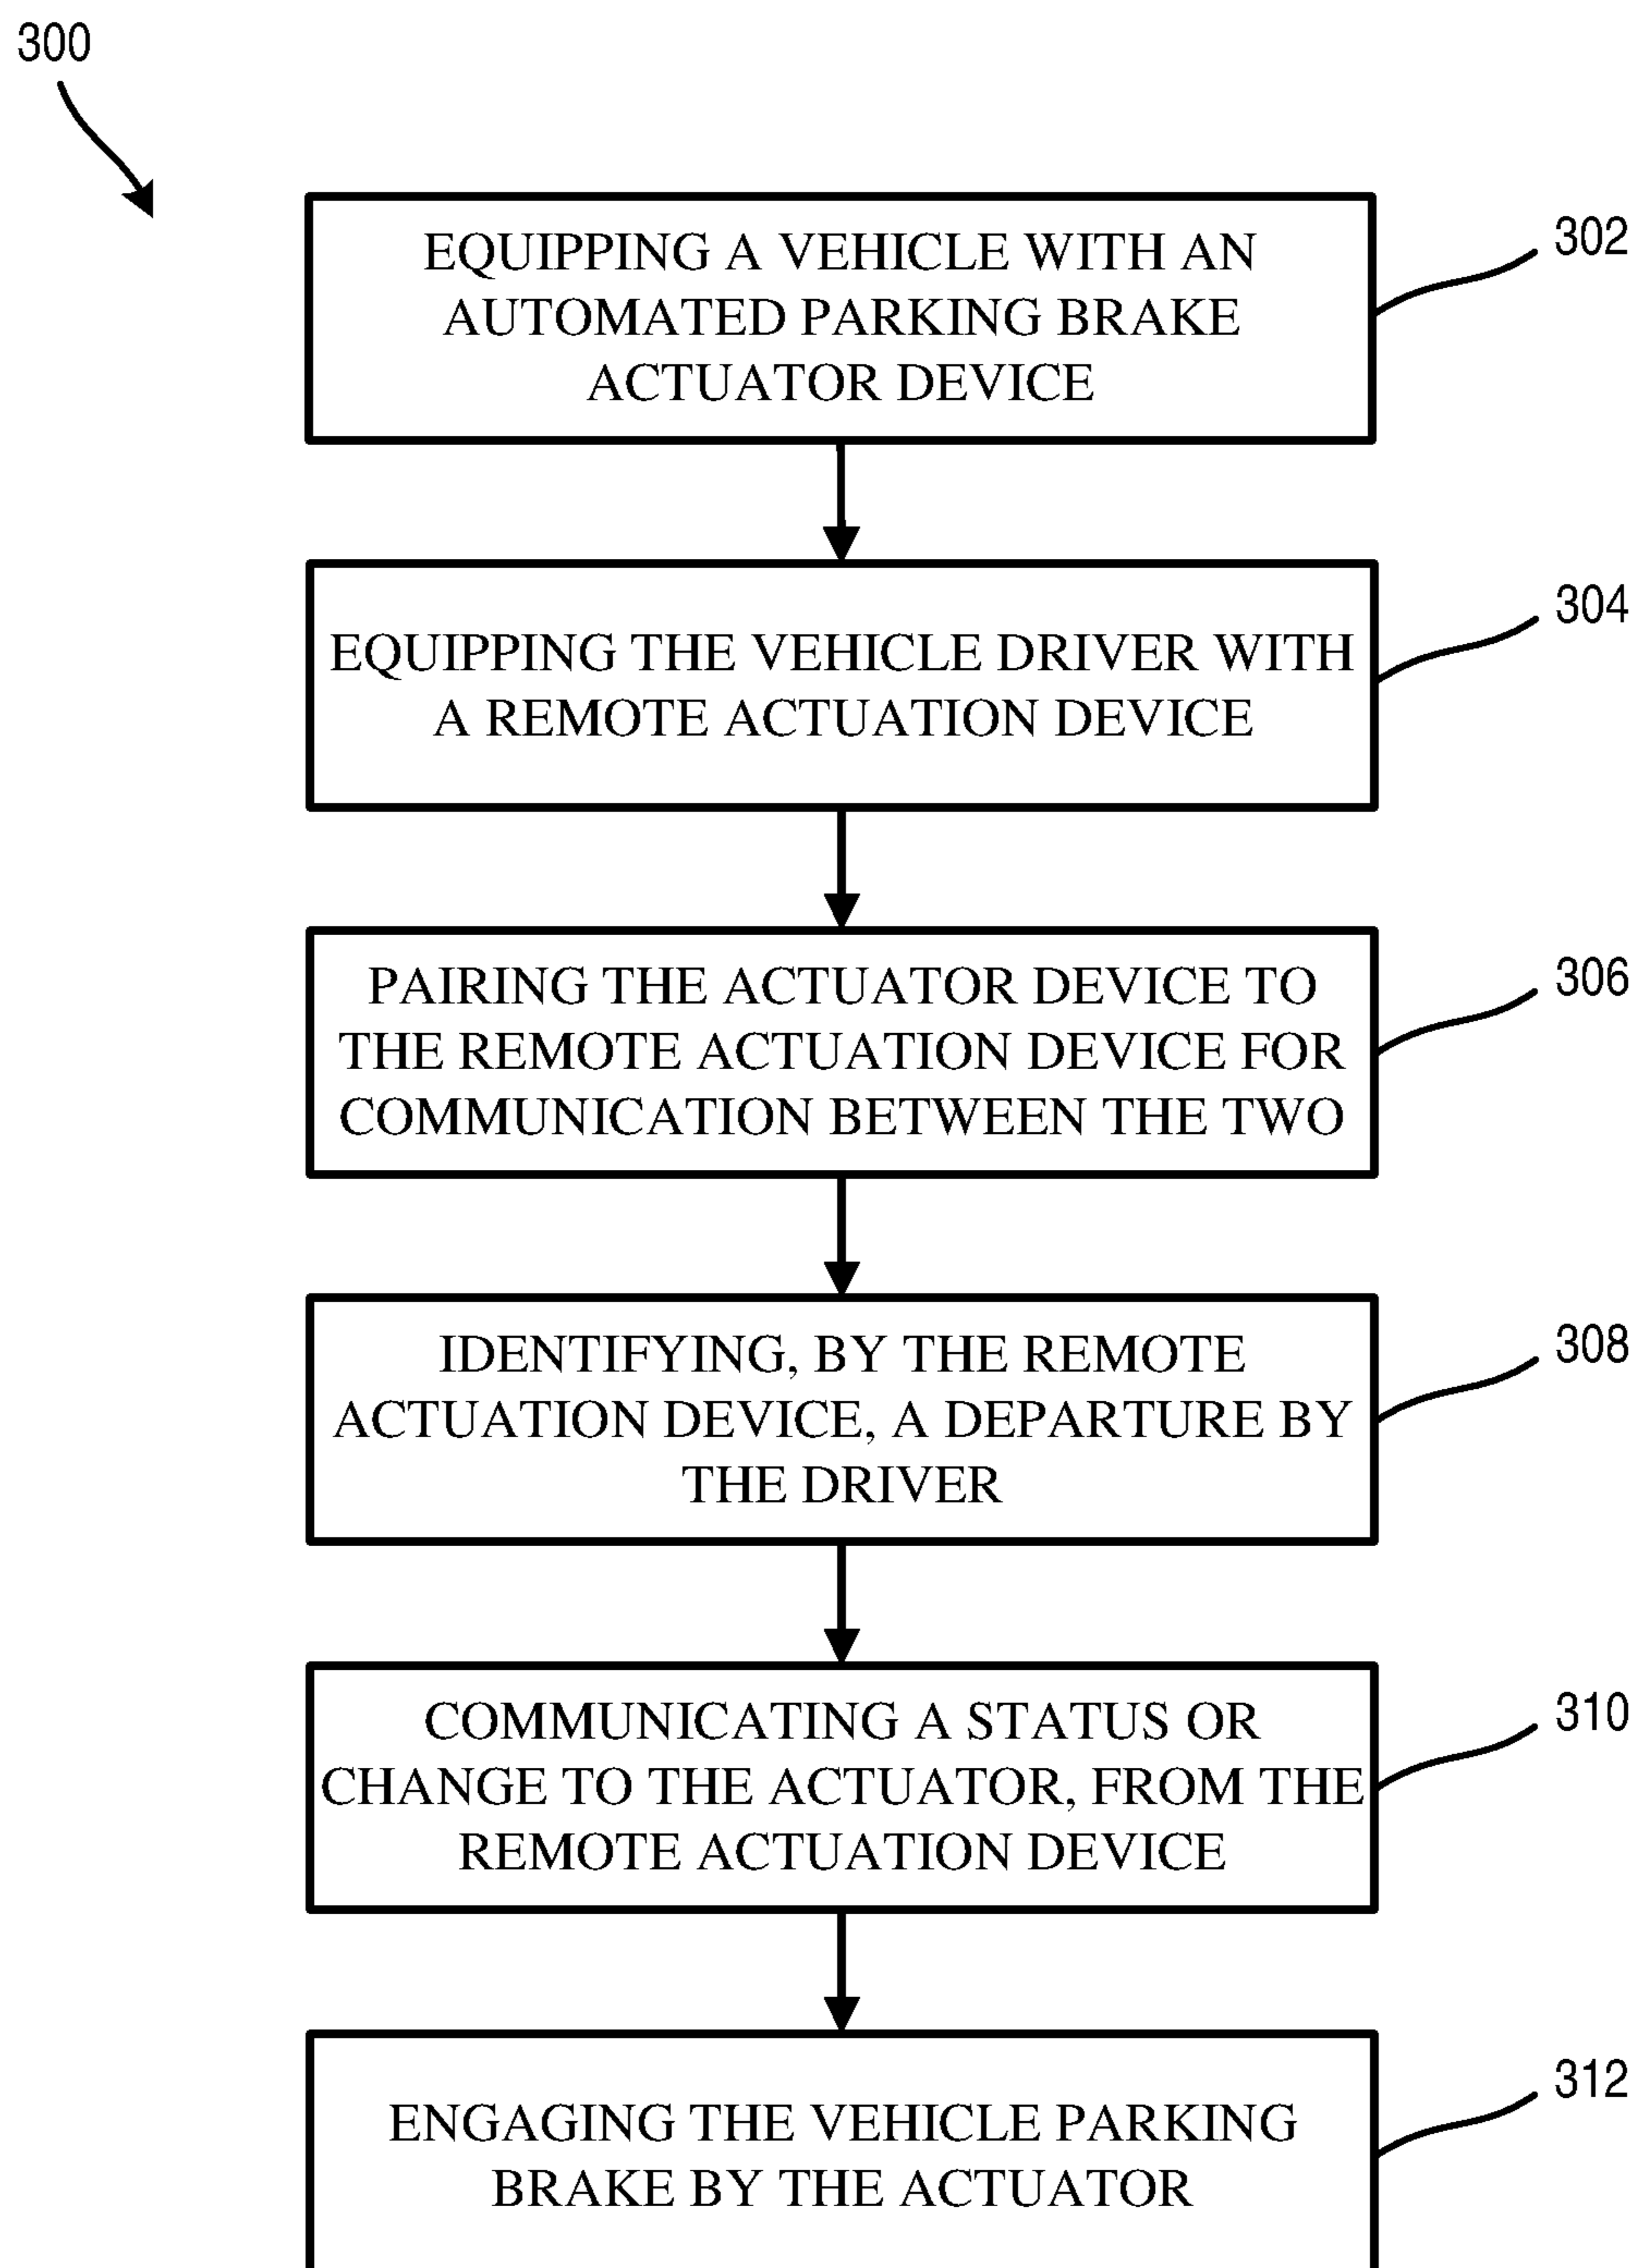 300
EQUIPPING A VEHICLE WITH AN
AUTOMATED PARKING BRAKE
ACTUATOR DEVICE
302
EQUIPPING THE VEHICLE DRIVER WITH
A REMOTE ACTUATION DEVICE
304
PAIRING THE ACTUATOR DEVICE TO
THE REMOTE ACTUATION DEVICE FOR
COMMUNICATION BETWEEN THE TWO
306
IDENTIFYING, BY THE REMOTE
ACTUATION DEVICE, A DEPARTURE BY
THE DRIVER
308
COMMUNICATING A STATUS OR
CHANGE TO THE ACTUATOR, FROM THE
REMOTE ACTUATION DEVICE
310
ENGAGING THE VEHICLE PARKING
BRAKE BY THE ACTUATOR
312